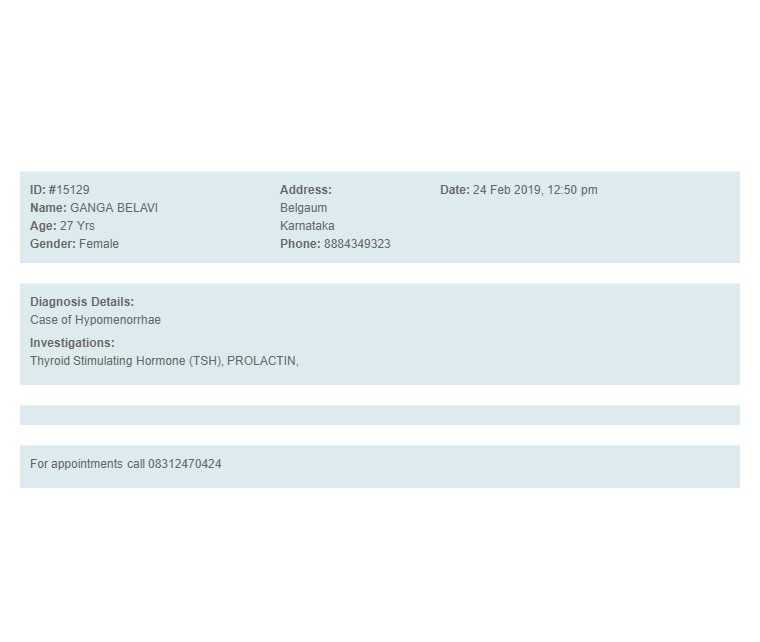 ID: #15129
Name: GANGA BELAVI
Age: 27 Yrs
Gender: Female
Address:
Belgaum
Karnataka
Phone: 8884349323
Date: 24 Feb 2019, 12:50 pm
Diagnosis Details:
Case of Hypomenorrhae
Investigations:
Thyroid Stimulating Hormone (TSH), PROLACTIN,
For appointments call 08312470424